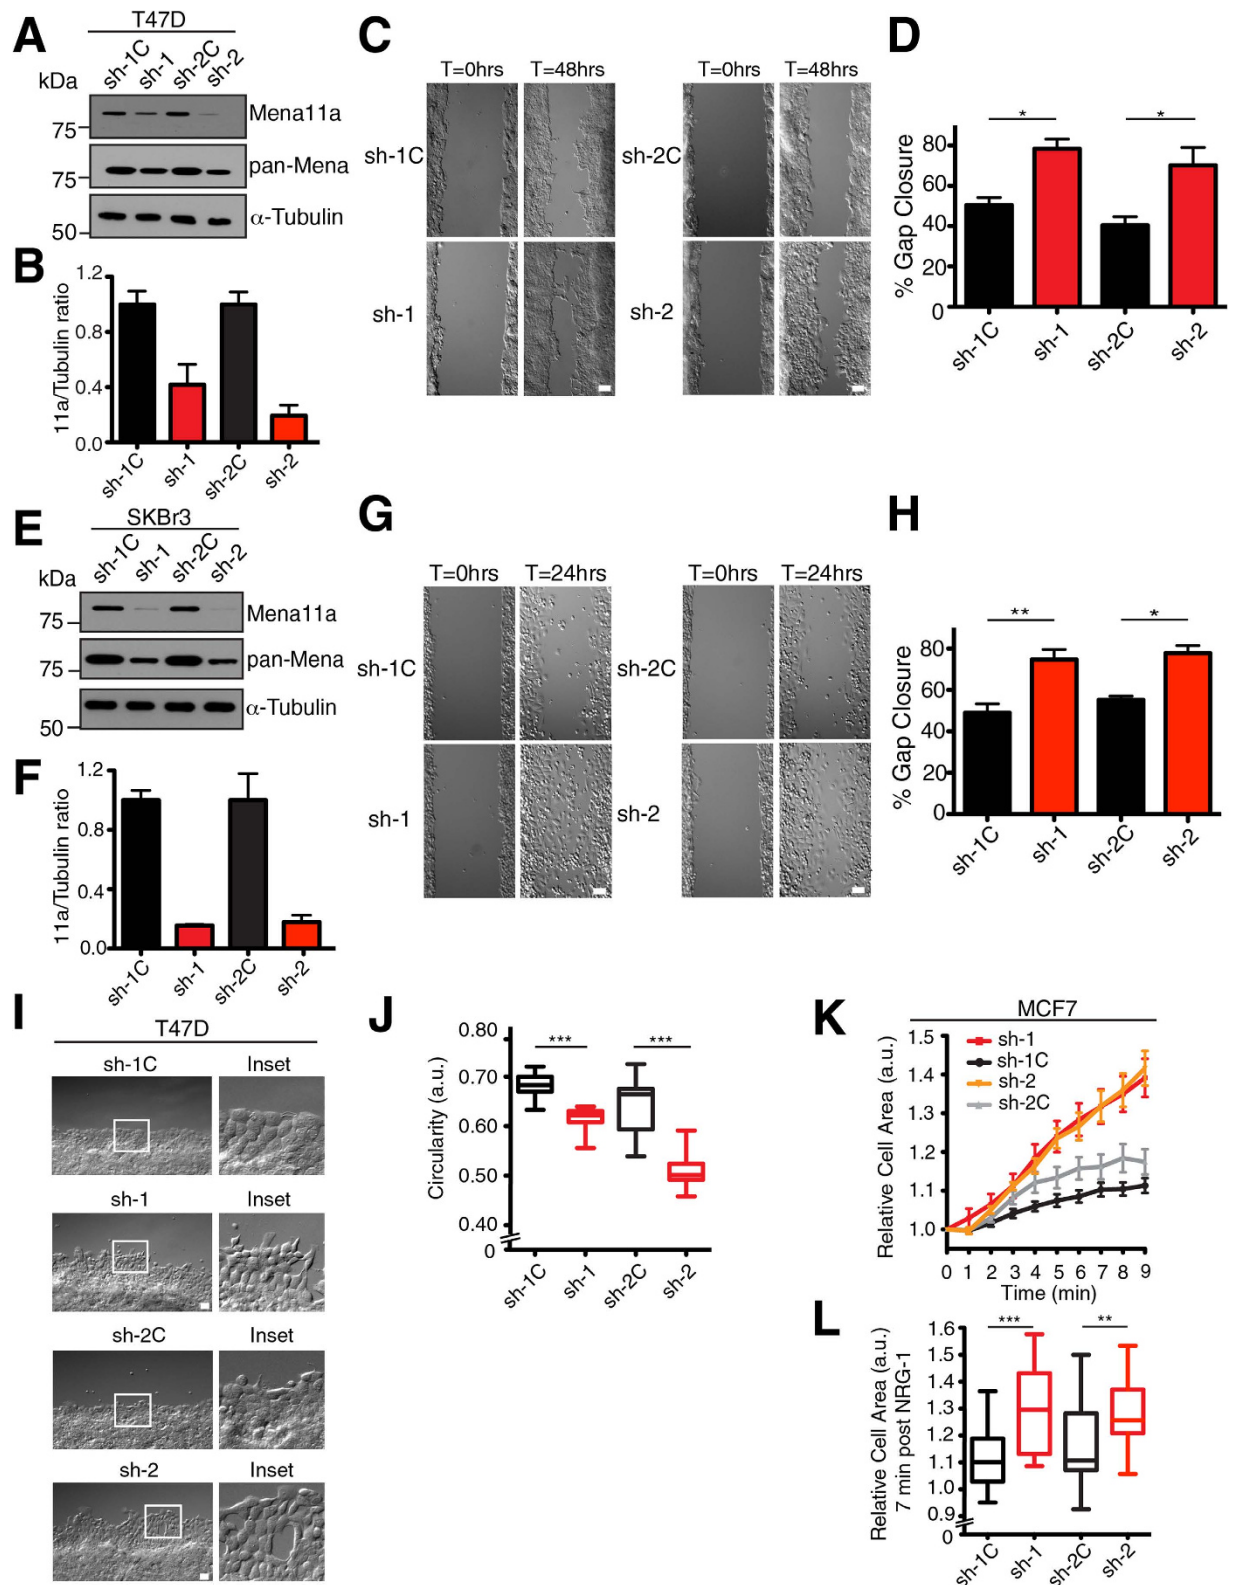 A
T47D
sh-1C sh-1 sh-2C sh-2
kDa
Mena11a
75
pan-Mena
75
α-Tubulin
50
B
11a/Tubulin ratio
1.2
0.8
0.4
0.0
sh-1C sh-1 sh-2C sh-2
C
T=0hrs T=48hrs T=0hrs T=48hrs
sh-1C sh-2C
sh-1 sh-2
D
% Gap Closure
80
60
40
20
0
* *
sh-1C sh-1 sh-2C sh-2
E
SKBr3
sh-1C sh-1 sh-2C sh-2
kDa
Mena11a
75
pan-Mena
75
α-Tubulin
50
F
11a/Tubulin ratio
1.2
0.8
0.4
0.0
sh-1C sh-1 sh-2C sh-2
G
T=0hrs T=24hrs T=0hrs T=24hrs
sh-1C sh-2C
sh-1 sh-2
H
% Gap Closure
80
60
40
20
0
** *
sh-1C sh-1 sh-2C sh-2
I
T47D
sh-1C Inset
sh-1 Inset
sh-2C Inset
sh-2 Inset
J
Circularity (a.u.)
0.80
0.70
0.60
0.50
0.40
0
*** ***
sh-1C sh-1 sh-2C sh-2
K
MCF7
Relative Cell Area (a.u.)
1.5
1.4
1.3
1.2
1.1
1.0
sh-1
sh-1C
sh-2
sh-2C
0 1 2 3 4 5 6 7 8 9
Time (min)
L
Relative Cell Area (a.u.)
7 min post NRG-1
1.6
1.5
1.4
1.3
1.2
1.1
1.0
0.9
0
*** **
sh-1C sh-1 sh-2C sh-2